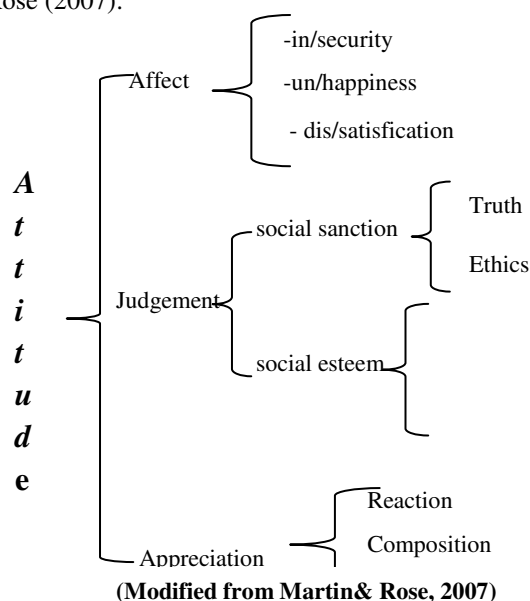 Rose (2007).
-in/security
Affect
-un/happiness
- dis/satisfication
Attitude
social sanction
Truth
Ethics
Judgement
social esteem
Reaction
Composition
Appreciation
(Modified from Martin& Rose, 2007)